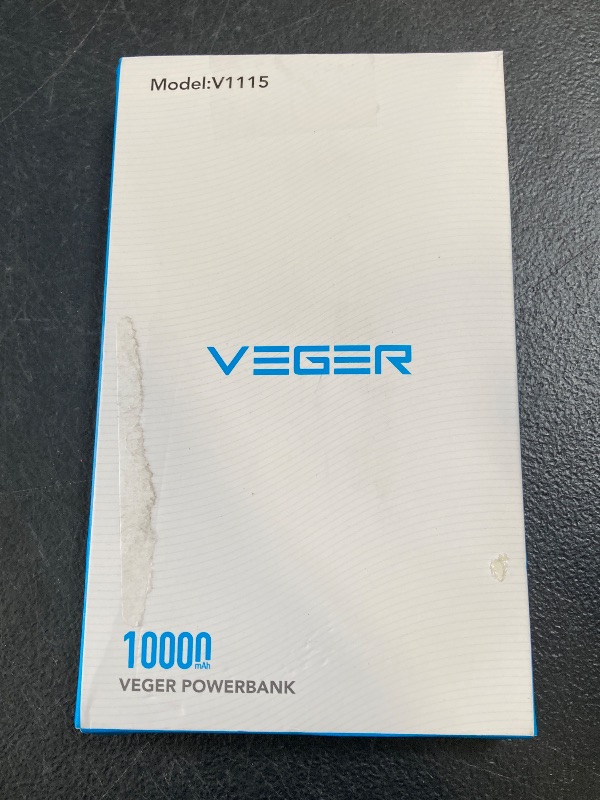 Model:V1115
VEGER
10000mAh
VEGER POWERBANK